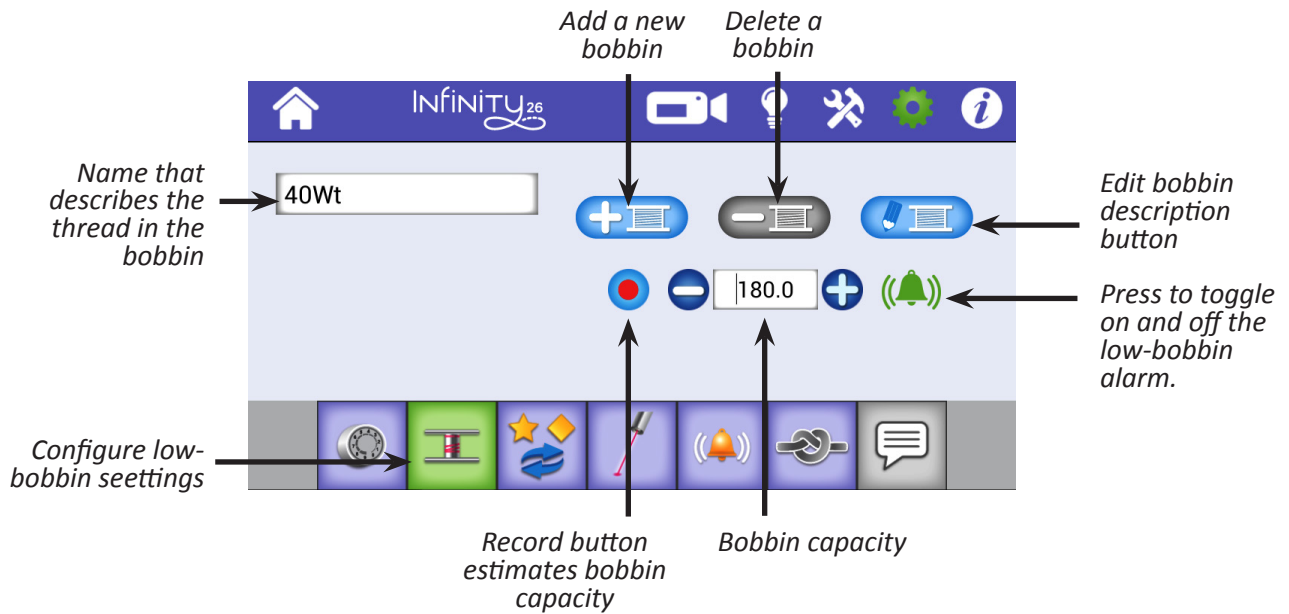 Add a new
bobbin
Delete a
bobbin
INfINITY26
i
Name that
describes the
thread in the
bobbin
40Wt
Edit bobbin
description
button
180.0
Press to toggle
on and off the
low-bobbin
alarm.
Configure low-
bobbin seettings
Record button
estimates bobbin
capacity
Bobbin capacity